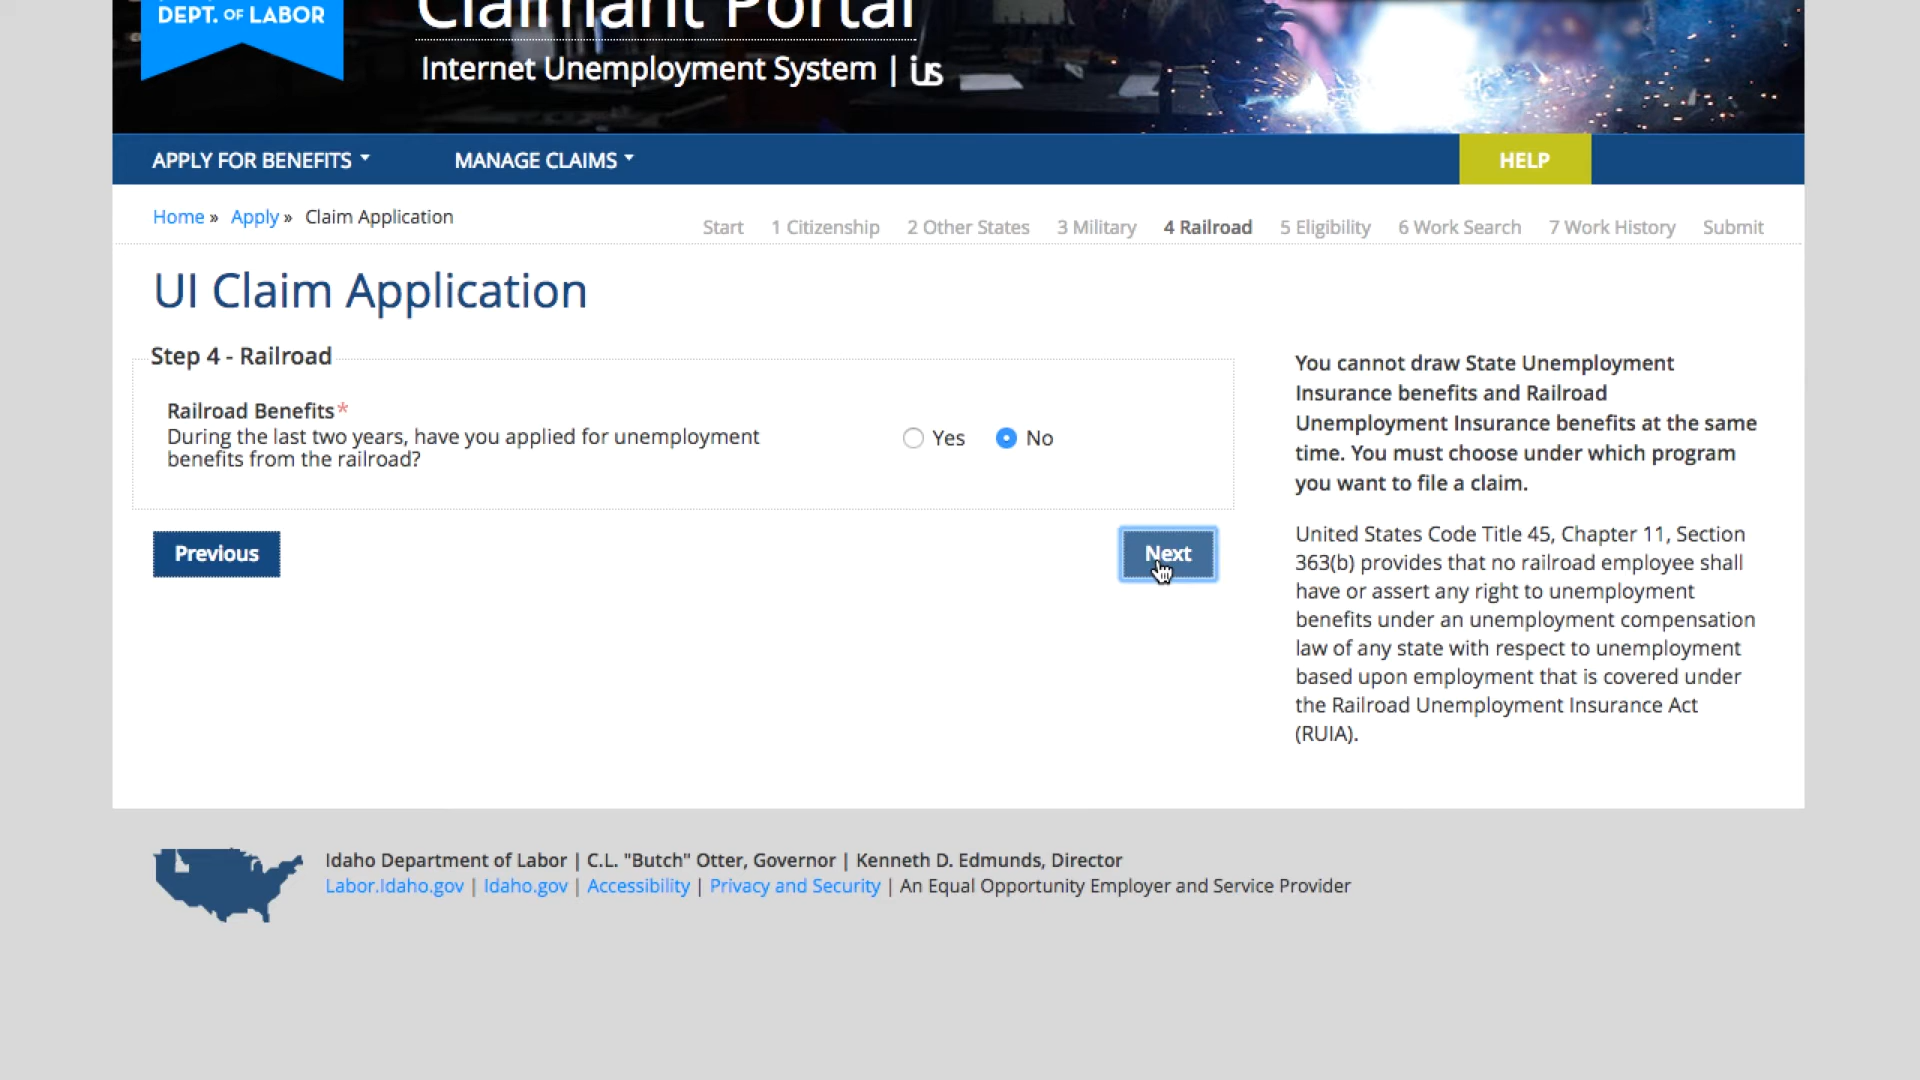 DEPT. OF LABOR
Claimant Portal
Internet Unemployment System | ius
APPLY FOR BENEFITS MANAGE CLAIMS HELP
Home » Apply » Claim Application
Start 1 Citizenship 2 Other States 3 Military 4 Railroad 5 Eligibility 6 Work Search 7 Work History Submit
UI Claim Application
Step 4 - Railroad
Railroad Benefits*
During the last two years, have you applied for unemployment
benefits from the railroad?
Yes No
Previous
Next
You cannot draw State Unemployment
Insurance benefits and Railroad
Unemployment Insurance benefits at the same
time. You must choose under which program
you want to file a claim.
United States Code Title 45, Chapter 11, Section
363(b) provides that no railroad employee shall
have or assert any right to unemployment
benefits under an unemployment compensation
law of any state with respect to unemployment
based upon employment that is covered under
the Railroad Unemployment Insurance Act
(RUIA).
Idaho Department of Labor | C.L. "Butch" Otter, Governor | Kenneth D. Edmunds, Director
Labor.Idaho.gov | Idaho.gov | Accessibility | Privacy and Security | An Equal Opportunity Employer and Service Provider